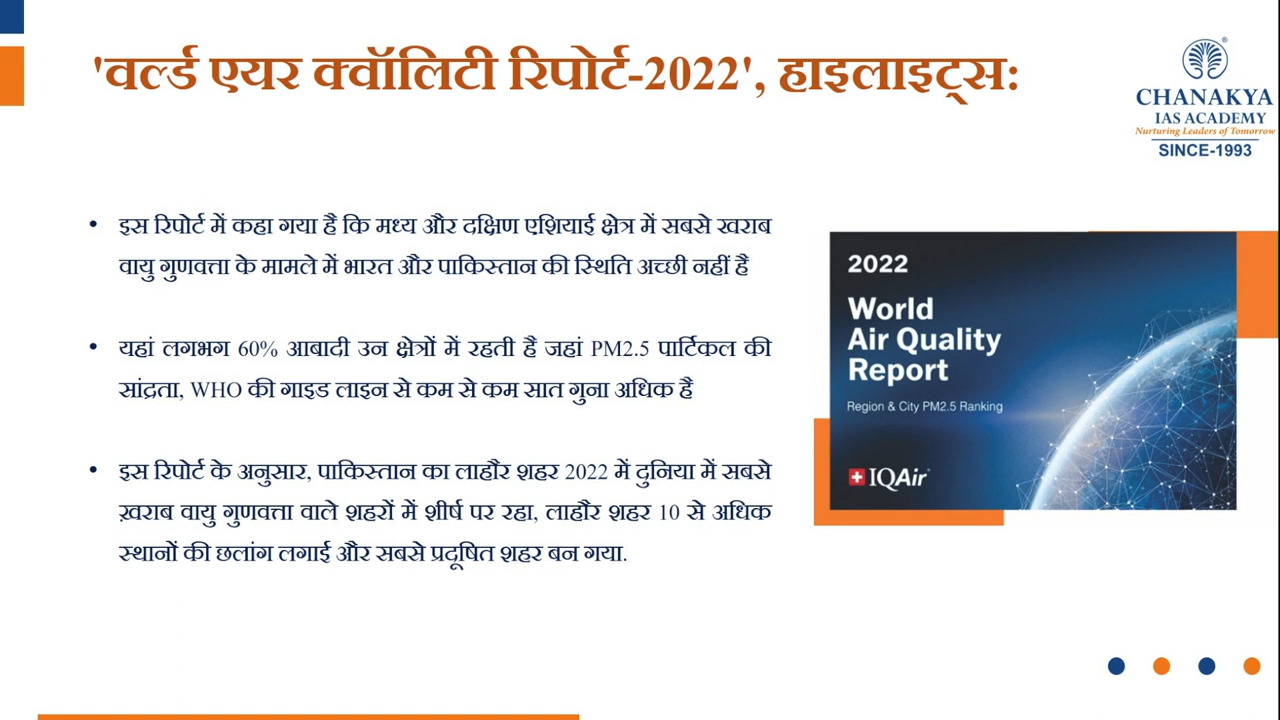 'वर्ल्ड एयर क्वॉलिटी रिपोर्ट-2022', हाइलाइट्स:
CHANAKYA
IAS ACADEMY
Nurturing Leaders of Tomorrow
SINCE-1993
• इस रिपोर्ट में कहा गया है कि मध्य और दक्षिण एशियाई क्षेत्र में सबसे खराब
वायु गुणवत्ता के मामले में भारत और पाकिस्तान की स्थिति अच्छी नहीं है
• यहां लगभग 60% आबादी उन क्षेत्रों में रहती है जहां PM2.5 पार्टिकल की
सांद्रता, WHO की गाइड लाइन से कम से कम सात गुना अधिक है
• इस रिपोर्ट के अनुसार, पाकिस्तान का लाहौर शहर 2022 में दुनिया में सबसे
ख़राब वायु गुणवत्ता वाले शहरों में शीर्ष पर रहा, लाहौर शहर 10 से अधिक
स्थानों की छलांग लगाई और सबसे प्रदूषित शहर बन गया.
2022
World
Air Quality
Report
Region & City PM2.5 Ranking
IQAir